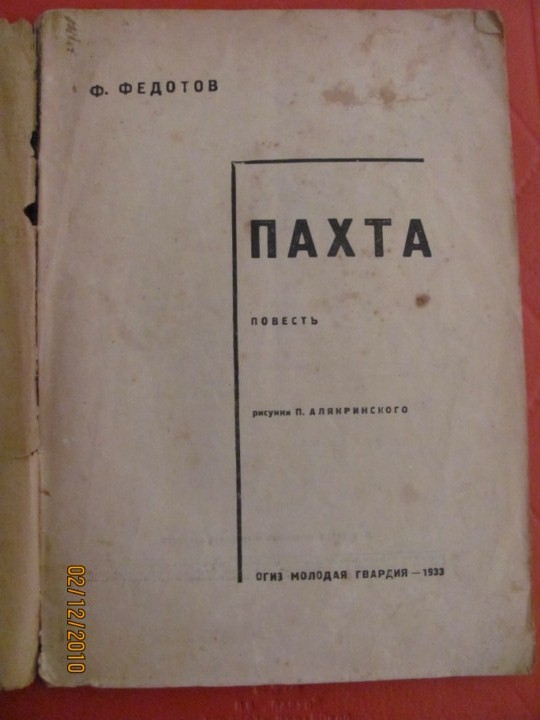 Ф. ФЕДОТОВ
ПАХТА
ПОВЕСТЬ
рисунки П. АЛЯКРИНСКОГО
ОГИЗ МОЛОДАЯ ГВАРДИЯ — 1933
02/12/2010